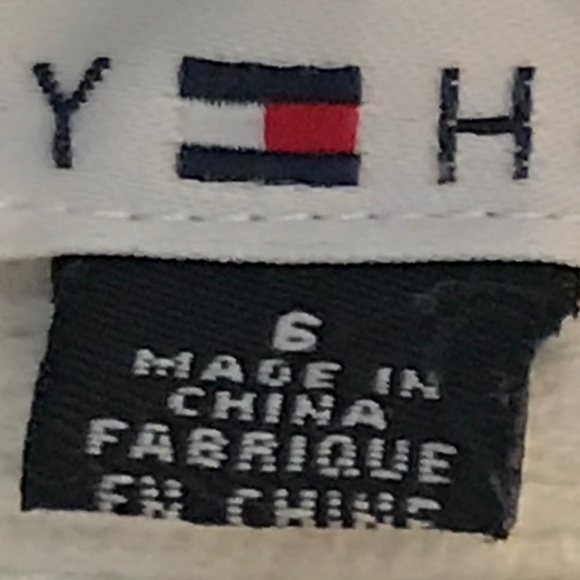 Y H
6
MADE IN
CHINA
FABRIQUE
EN CHINE